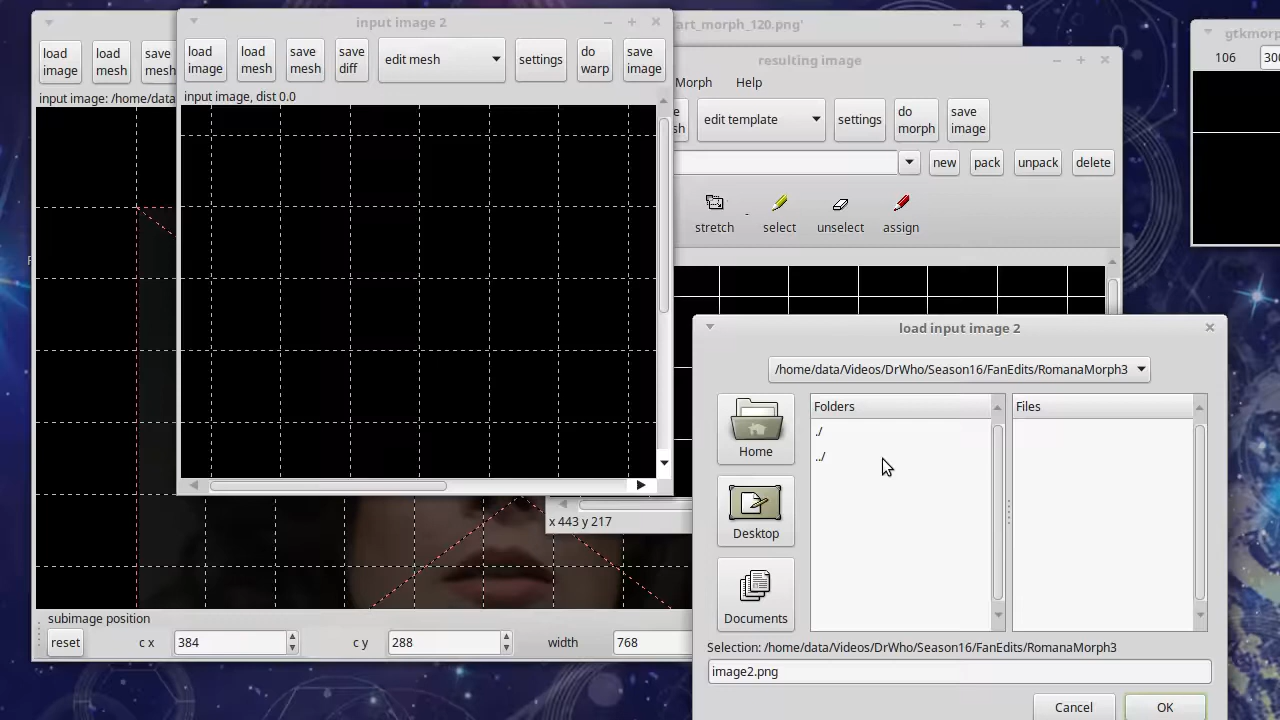 load image
load mesh
save mesh
input image: /home/data
input image 2
load image
load mesh
save mesh
save diff
edit mesh
settings
do warp
save image
input image, dist 0.0
art_morph_120.png'
resulting image
Morph
Help
edit template
settings
do morph
save image
new
pack
unpack
delete
stretch
select
unselect
assign
x 443 y 217
106
300
load input image 2
/home/data/Videos/DrWho/Season16/FanEdits/RomanaMorph3
Home
Desktop
Documents
Folders
./
../
Files
Selection: /home/data/Videos/DrWho/Season16/FanEdits/RomanaMorph3
image2.png
Cancel
OK
subimage position
reset
c x
384
c y
288
width
768